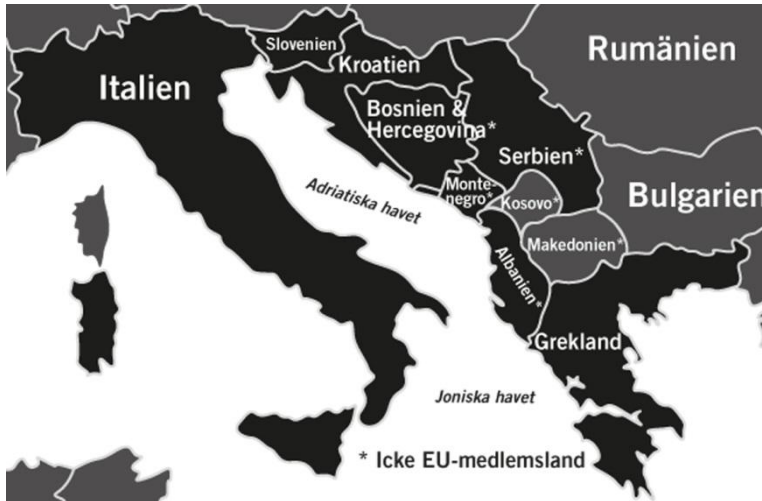 Slovenien
Rumänien
Kroatien
Italien
Bosnien &
Hercegovina*
Serbien*
Monte-
negro*
Kosovo*
Bulgarien
Adriatiska havet
Makedonien*
Albanien*
Grekland
Joniska havet
* Icke EU-medlemsland